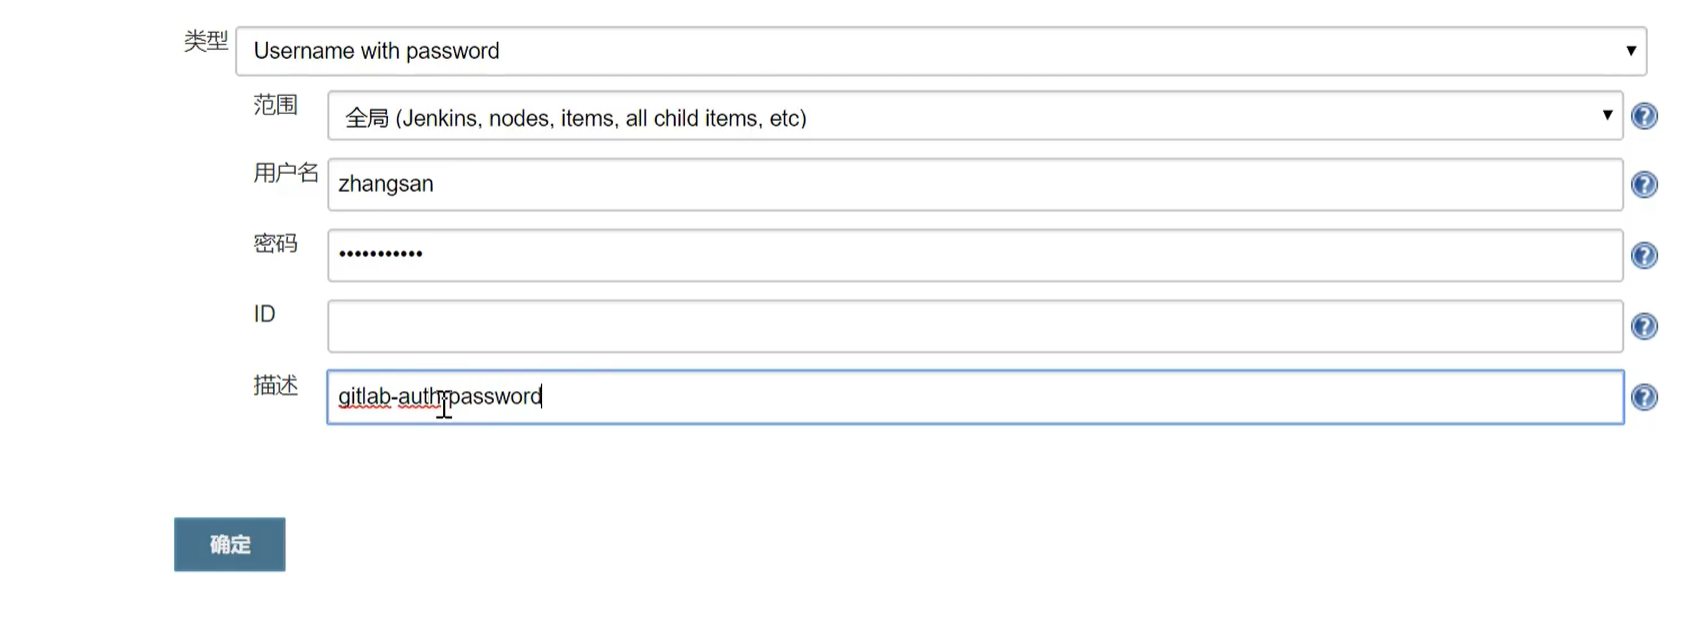 类型 Username with password
范围 全局 (Jenkins, nodes, items, all child items, etc)
用户名 zhangsan
密码 •••••••••••
ID
描述 gitlab-auth-password
确定